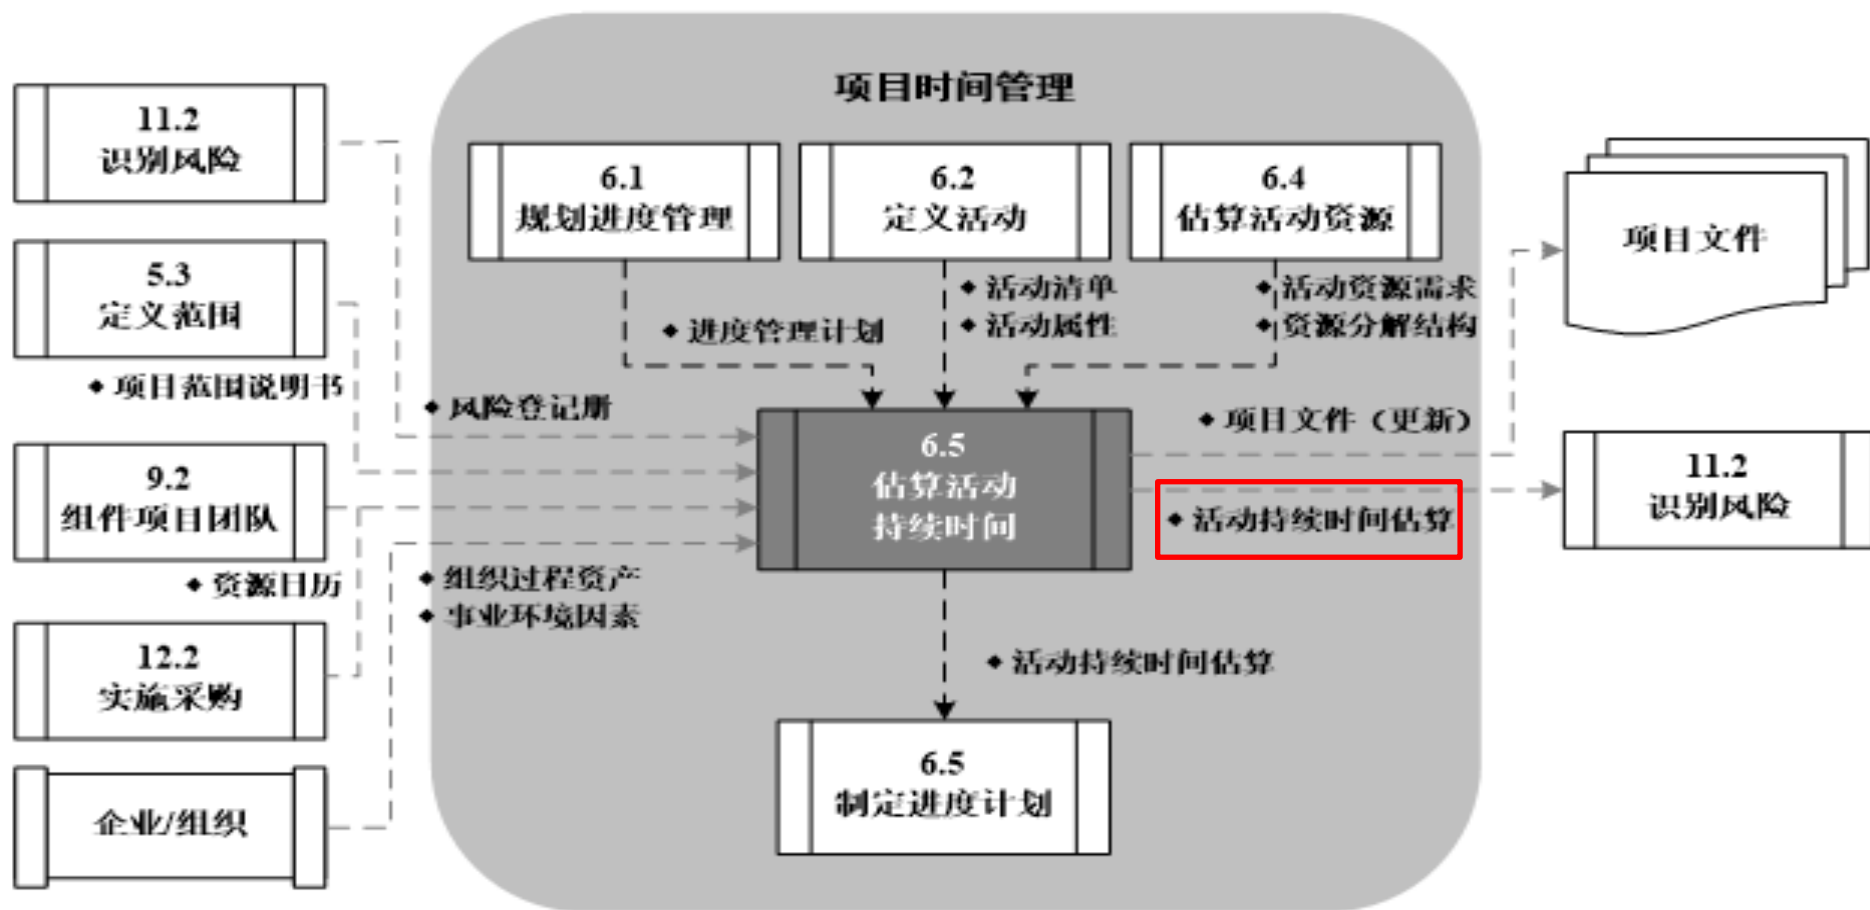 项目时间管理
11.2
识别风险
5.3
定义范围
◆ 项目范围说明书
9.2
组件项目团队
◆ 资源日历
12.2
实施采购
企业/组织
6.1
规划进度管理
6.2
定义活动
6.4
估算活动资源
◆ 进度管理计划
◆ 活动清单
◆ 活动属性
◆ 活动资源需求
◆ 资源分解结构
◆ 风险登记册
◆ 组织过程资产
◆ 事业环境因素
6.5
估算活动
持续时间
◆ 项目文件（更新）
◆ 活动持续时间估算
◆ 活动持续时间估算
6.5
制定进度计划
项目文件
11.2
识别风险